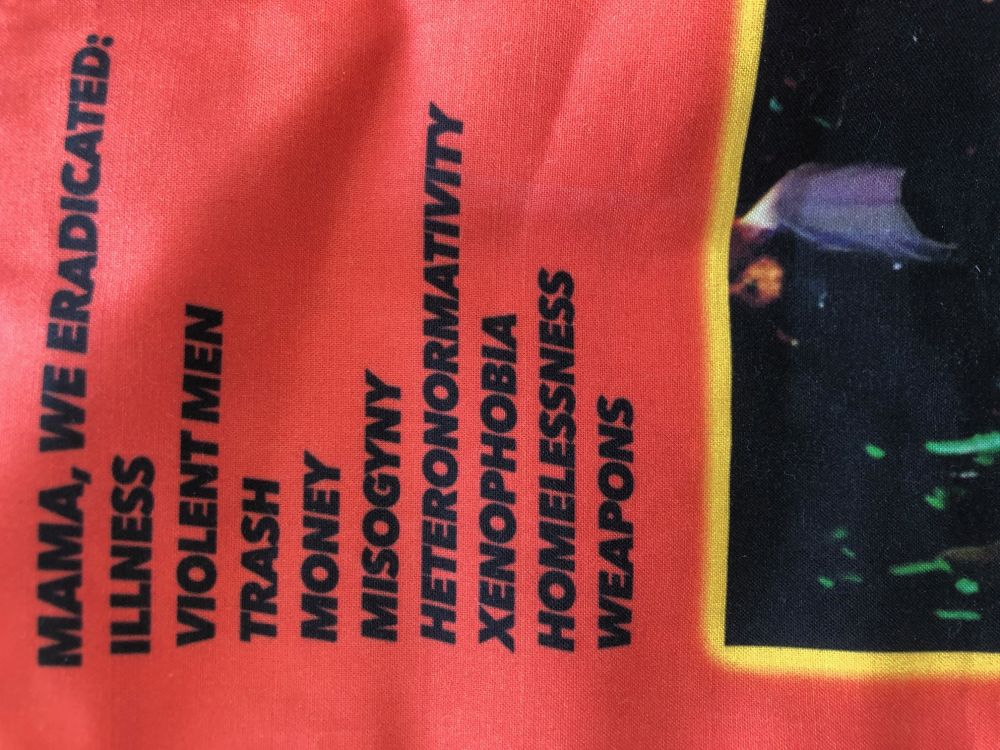 MAMA, WE ERADICATED:
ILLNESS
VIOLENT MEN
TRASH
MONEY
MISOGYNY
HETERONORMATIVITY
XENOPHOBIA
HOMELESSNESS
WEAPONS